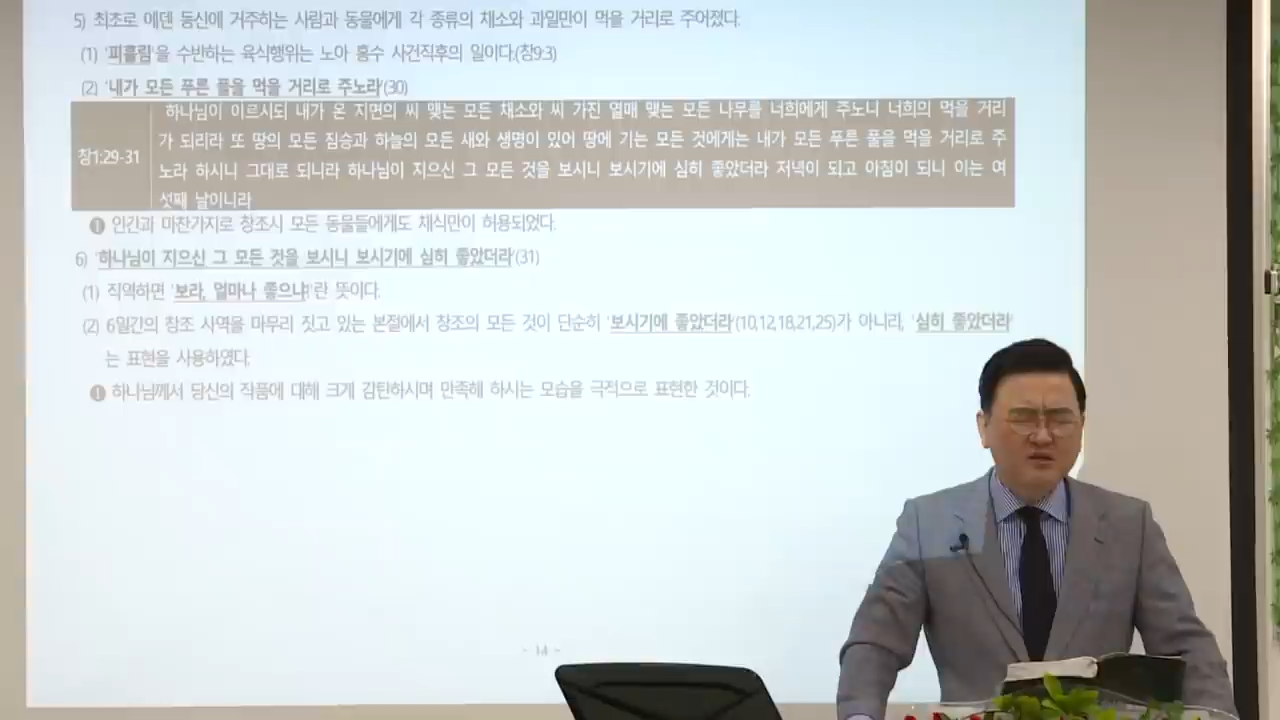 5) 최초로 에덴 동산에 거주하는 사람과 동물에게 각 종류의 채소와 과일만이 먹을 거리로 주어졌다.
(1) '피흘림'을 수반하는 육식행위는 노아 홍수 사건직후의 일이다.(창9:3)
(2) '내가 모든 푸른 풀을 먹을 거리로 주노라'(30)
하나님이 이르시되 내가 온 지면의 씨 맺는 모든 채소와 씨 가진 열매 맺는 모든 나무를 너희에게 주노니 너희의 먹을 거리
가 되리라 또 땅의 모든 짐승과 하늘의 모든 새와 생명이 있어 땅에 기는 모든 것에게는 내가 모든 푸른 풀을 먹을 거리로 주
창1:29-31
노라 하시니 그대로 되니라 하나님이 지으신 그 모든 것을 보시니 보시기에 심히 좋았더라 저녁이 되고 아침이 되니 이는 여
섯째 날이니라
❶ 인간과 마찬가지로 창조시 모든 동물들에게도 채식만이 허용되었다.
6) '하나님이 지으신 그 모든 것을 보시니 보시기에 심히 좋았더라'(31)
(1) 직역하면 '보라, 얼마나 좋으냐!'란 뜻이다.
(2) 6일간의 창조 사역을 마무리 짓고 있는 본절에서 창조의 모든 것이 단순히 '보시기에 좋았더라'(10,12,18,21,25)가 아니라, '심히 좋았더라'
는 표현을 사용하였다.
❶ 하나님께서 당신의 작품에 대해 크게 감탄하시며 만족해 하시는 모습을 극적으로 표현한 것이다.
- 14 -